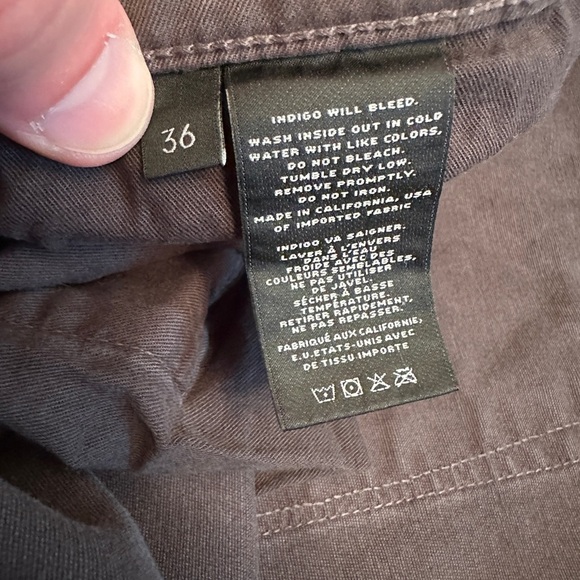 36
INDIGO WILL BLEED.
WASH INSIDE OUT IN COLD
WATER WITH LIKE COLORS,
DO NOT BLEACH.
TUMBLE DRY LOW.
REMOVE PROMPTLY.
DO NOT IRON.
MADE IN CALIFORNIA, USA
OF IMPORTED FABRIC
INDIGO VA SAIGNER.
LAVER À L'ENVERS
DANS L'EAU
FROIDE AVEC DES
COULEURS SEMBLABLES,
NE PAS UTILISER
DE JAVEL.
SÉCHER À BASSE
TEMPÉRATURE.
RETIRER RAPIDEMENT,
NE PAS REPASSER.
FABRIQUÉ AUX CALIFORNIE,
E.U.ETATS-UNIS AVEC
DE TISSU IMPORTE